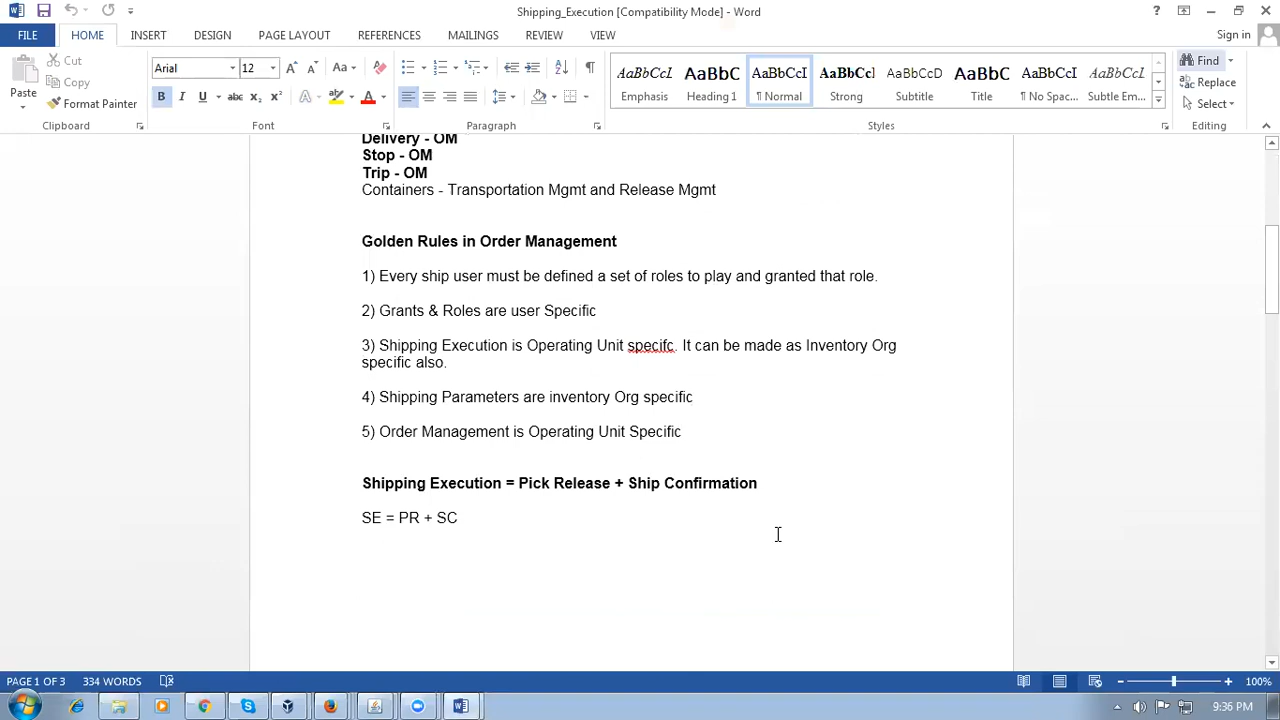 Shipping_Execution [Compatibility Mode] - Word
?
FILE HOME INSERT DESIGN PAGE LAYOUT REFERENCES MAILINGS REVIEW VIEW Sign in
Paste
Cut
Copy
Format Painter
Clipboard
Arial 12
Font
Paragraph
AaBbCcI Emphasis
AaBbC Heading 1
AaBbCcI ¶ Normal
AaBbCcI Strong
AaBbCcD Subtitle
AaBbC Title
AaBbCcI ¶ No Spac...
AaBbCcI Subtle Em...
Styles
Find
Replace
Select
Editing
Delivery - OM
Stop - OM
Trip - OM
Containers - Transportation Mgmt and Release Mgmt
Golden Rules in Order Management
1) Every ship user must be defined a set of roles to play and granted that role.
2) Grants & Roles are user Specific
3) Shipping Execution is Operating Unit specifc. It can be made as Inventory Org
specific also.
4) Shipping Parameters are inventory Org specific
5) Order Management is Operating Unit Specific
Shipping Execution = Pick Release + Ship Confirmation
SE = PR + SC
PAGE 1 OF 3 334 WORDS 100%
9:36 PM